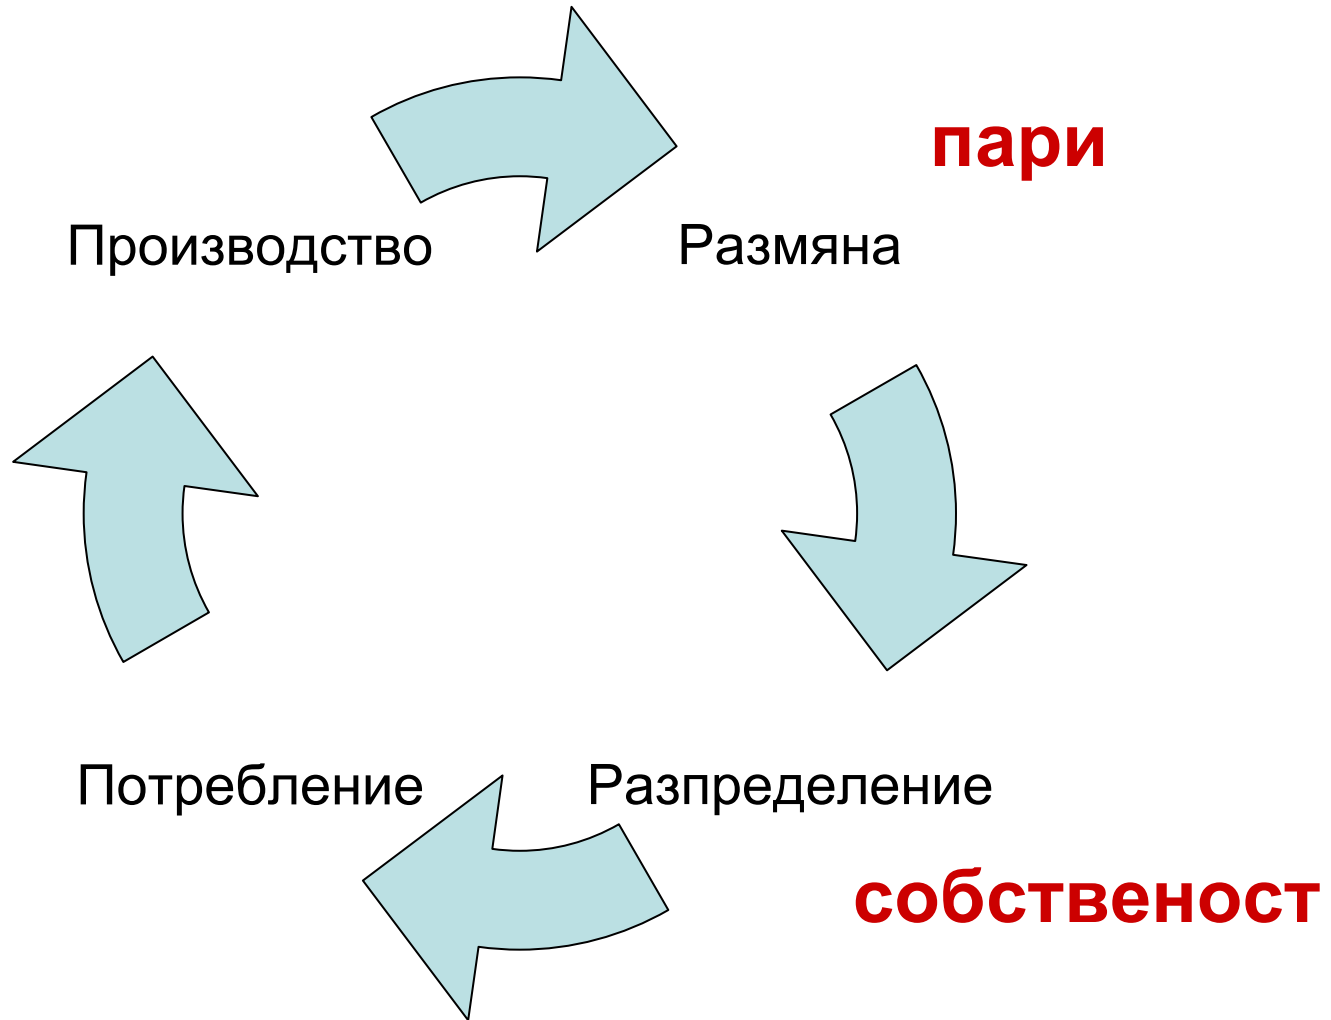 пари
Производство
Размяна
Потребление
Разпределение
собственост